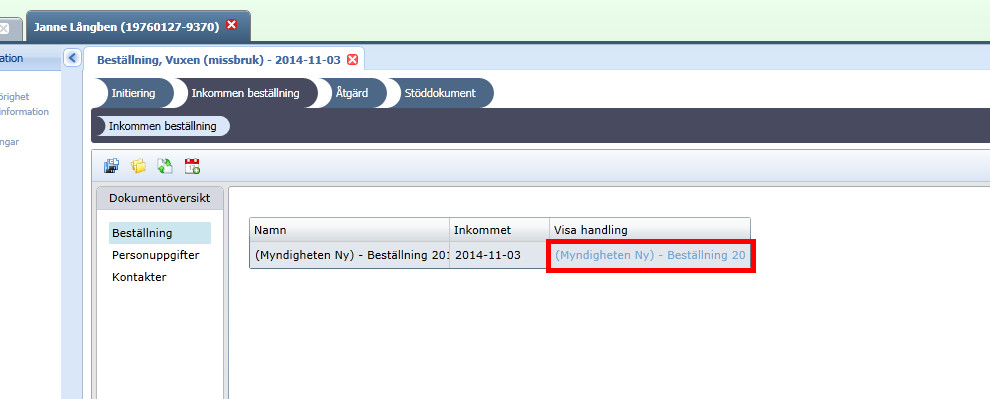 Janne Långben (19760127-9370)
ation
Beställning, Vuxen (missbruk) - 2014-11-03
Initiering
Inkommen beställning
Åtgärd
Stöddokument
örighet
information
ngar
Inkommen beställning
Dokumentöversikt
Beställning
Personuppgifter
Kontakter
Namn Inkommet Visa handling
(Myndigheten Ny) - Beställning 201 2014-11-03 (Myndigheten Ny) - Beställning 20